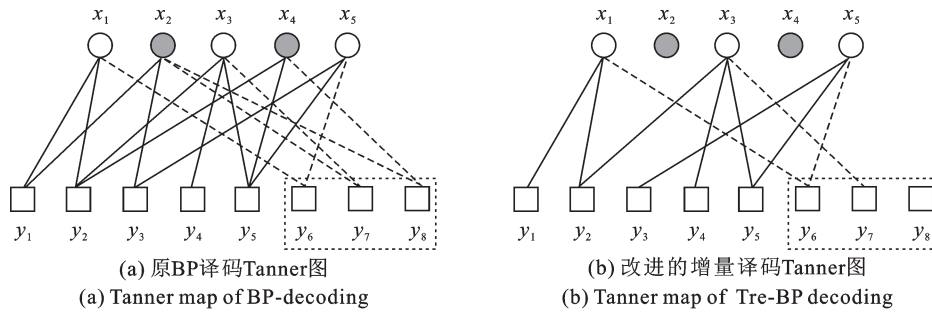 x₁ x₂ x₃ x₄ x₅
x₁ x₂ x₃ x₄ x₅
y₁ y₂ y₃ y₄ y₅ y₆ y₇ y₈
y₁ y₂ y₃ y₄ y₅ y₆ y₇ y₈
(a) 原BP译码Tanner图
(a) Tanner map of BP-decoding
(b) 改进的增量译码Tanner图
(b) Tanner map of Tre-BP decoding